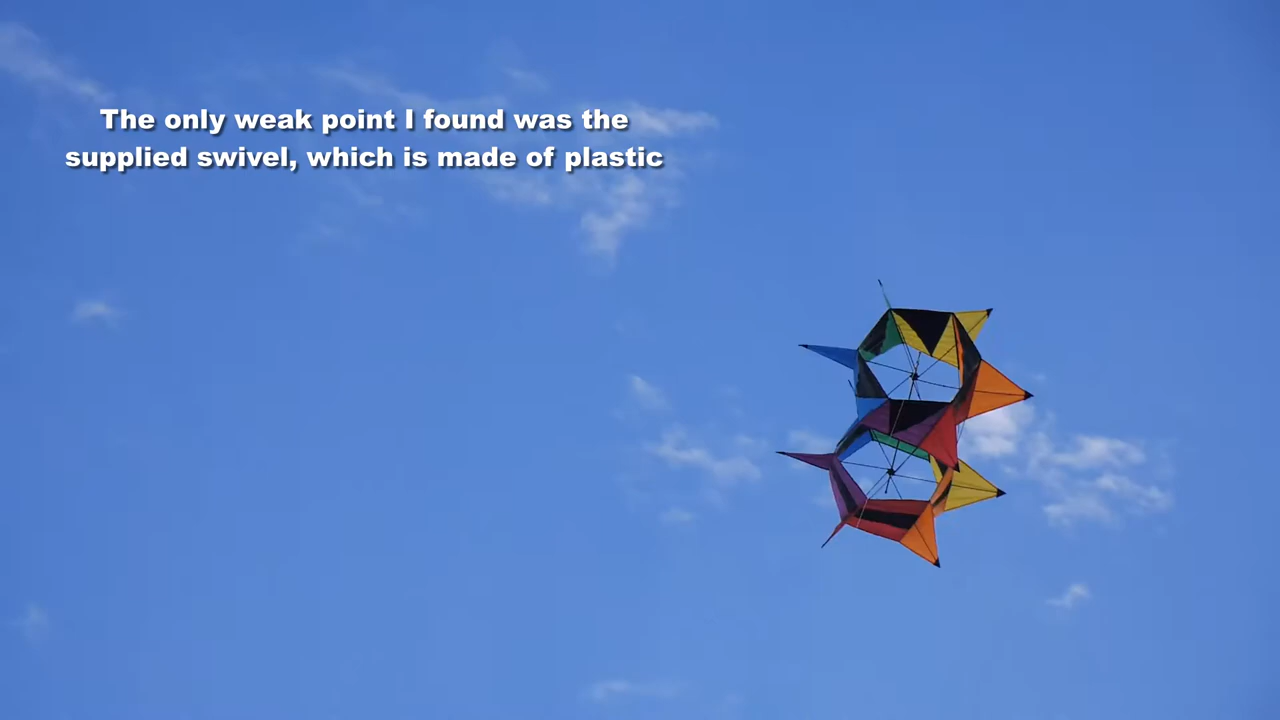 The only weak point I found was the
supplied swivel, which is made of plastic